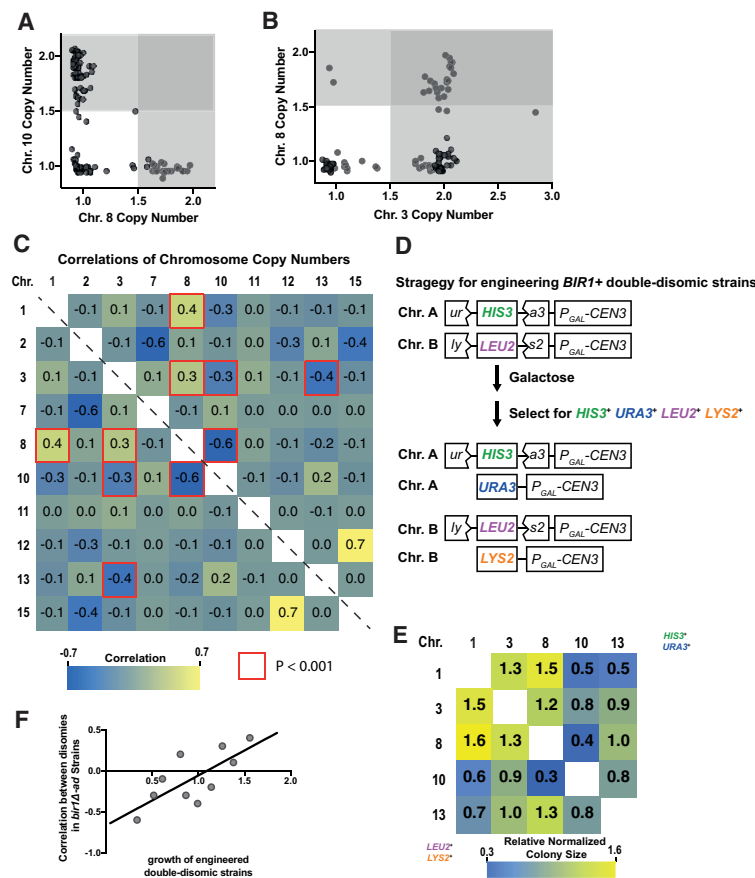 A
Chr. 10 Copy Number
2.0
1.5
1.0
1.0 1.5 2.0
Chr. 8 Copy Number
B
Chr. 8 Copy Number
2.0
1.5
1.0
1.0 1.5 2.0 2.5 3.0
Chr. 3 Copy Number
C
Correlations of Chromosome Copy Numbers
Chr. 1 2 3 7 8 10 11 12 13 15
1 -0.1 0.1 -0.1 0.4 -0.3 0.0 -0.1 -0.1 -0.1
2 -0.1 -0.1 -0.6 0.1 -0.1 0.0 -0.3 0.1 -0.4
3 0.1 -0.1 0.1 0.3 -0.3 0.1 -0.1 -0.4 -0.1
7 -0.1 -0.6 0.1 -0.1 0.1 0.0 0.0 0.0 0.0
8 0.4 0.1 0.3 -0.1 -0.6 0.0 -0.1 -0.2 -0.1
10 -0.3 -0.1 -0.3 0.1 -0.6 -0.1 -0.1 0.2 -0.1
11 0.0 0.0 0.1 0.0 0.0 -0.1 0.0 0.0 0.0
12 -0.1 -0.3 -0.1 0.0 -0.1 -0.1 0.0 0.0 0.7
13 -0.1 0.1 -0.4 0.0 -0.2 0.2 -0.1 0.0 0.0
15 -0.1 -0.4 -0.1 0.0 -0.1 -0.1 0.0 0.7 0.0
-0.7 Correlation 0.7
P < 0.001
D
Stragegy for engineering BIR1+ double-disomic strains
Chr. A ur HIS3 a3 PGAL-CEN3
Chr. B ly LEU2 s2 PGAL-CEN3
Galactose
Select for HIS3+ URA3+ LEU2+ LYS2+
Chr. A ur HIS3 a3 PGAL-CEN3
Chr. A URA3 PGAL-CEN3
Chr. B ly LEU2 s2 PGAL-CEN3
Chr. B LYS2 PGAL-CEN3
E
Chr. 1 3 8 10 13
HIS3+
URA3+
1 1.3 1.5 0.5 0.5
3 1.5 1.2 0.8 0.9
8 1.6 1.3 0.4 1.0
10 0.6 0.9 0.3 0.8
13 0.7 1.0 1.3 0.8
LEU2+
LYS2+
0.3 Relative Normalized Colony Size 1.6
F
Correlation between disomies
in bir1Δ-ad Strains
0.5
0.0
-0.5
-1.0
0.5 1.0 1.5 2.0
growth of engineered
double-disomic strains